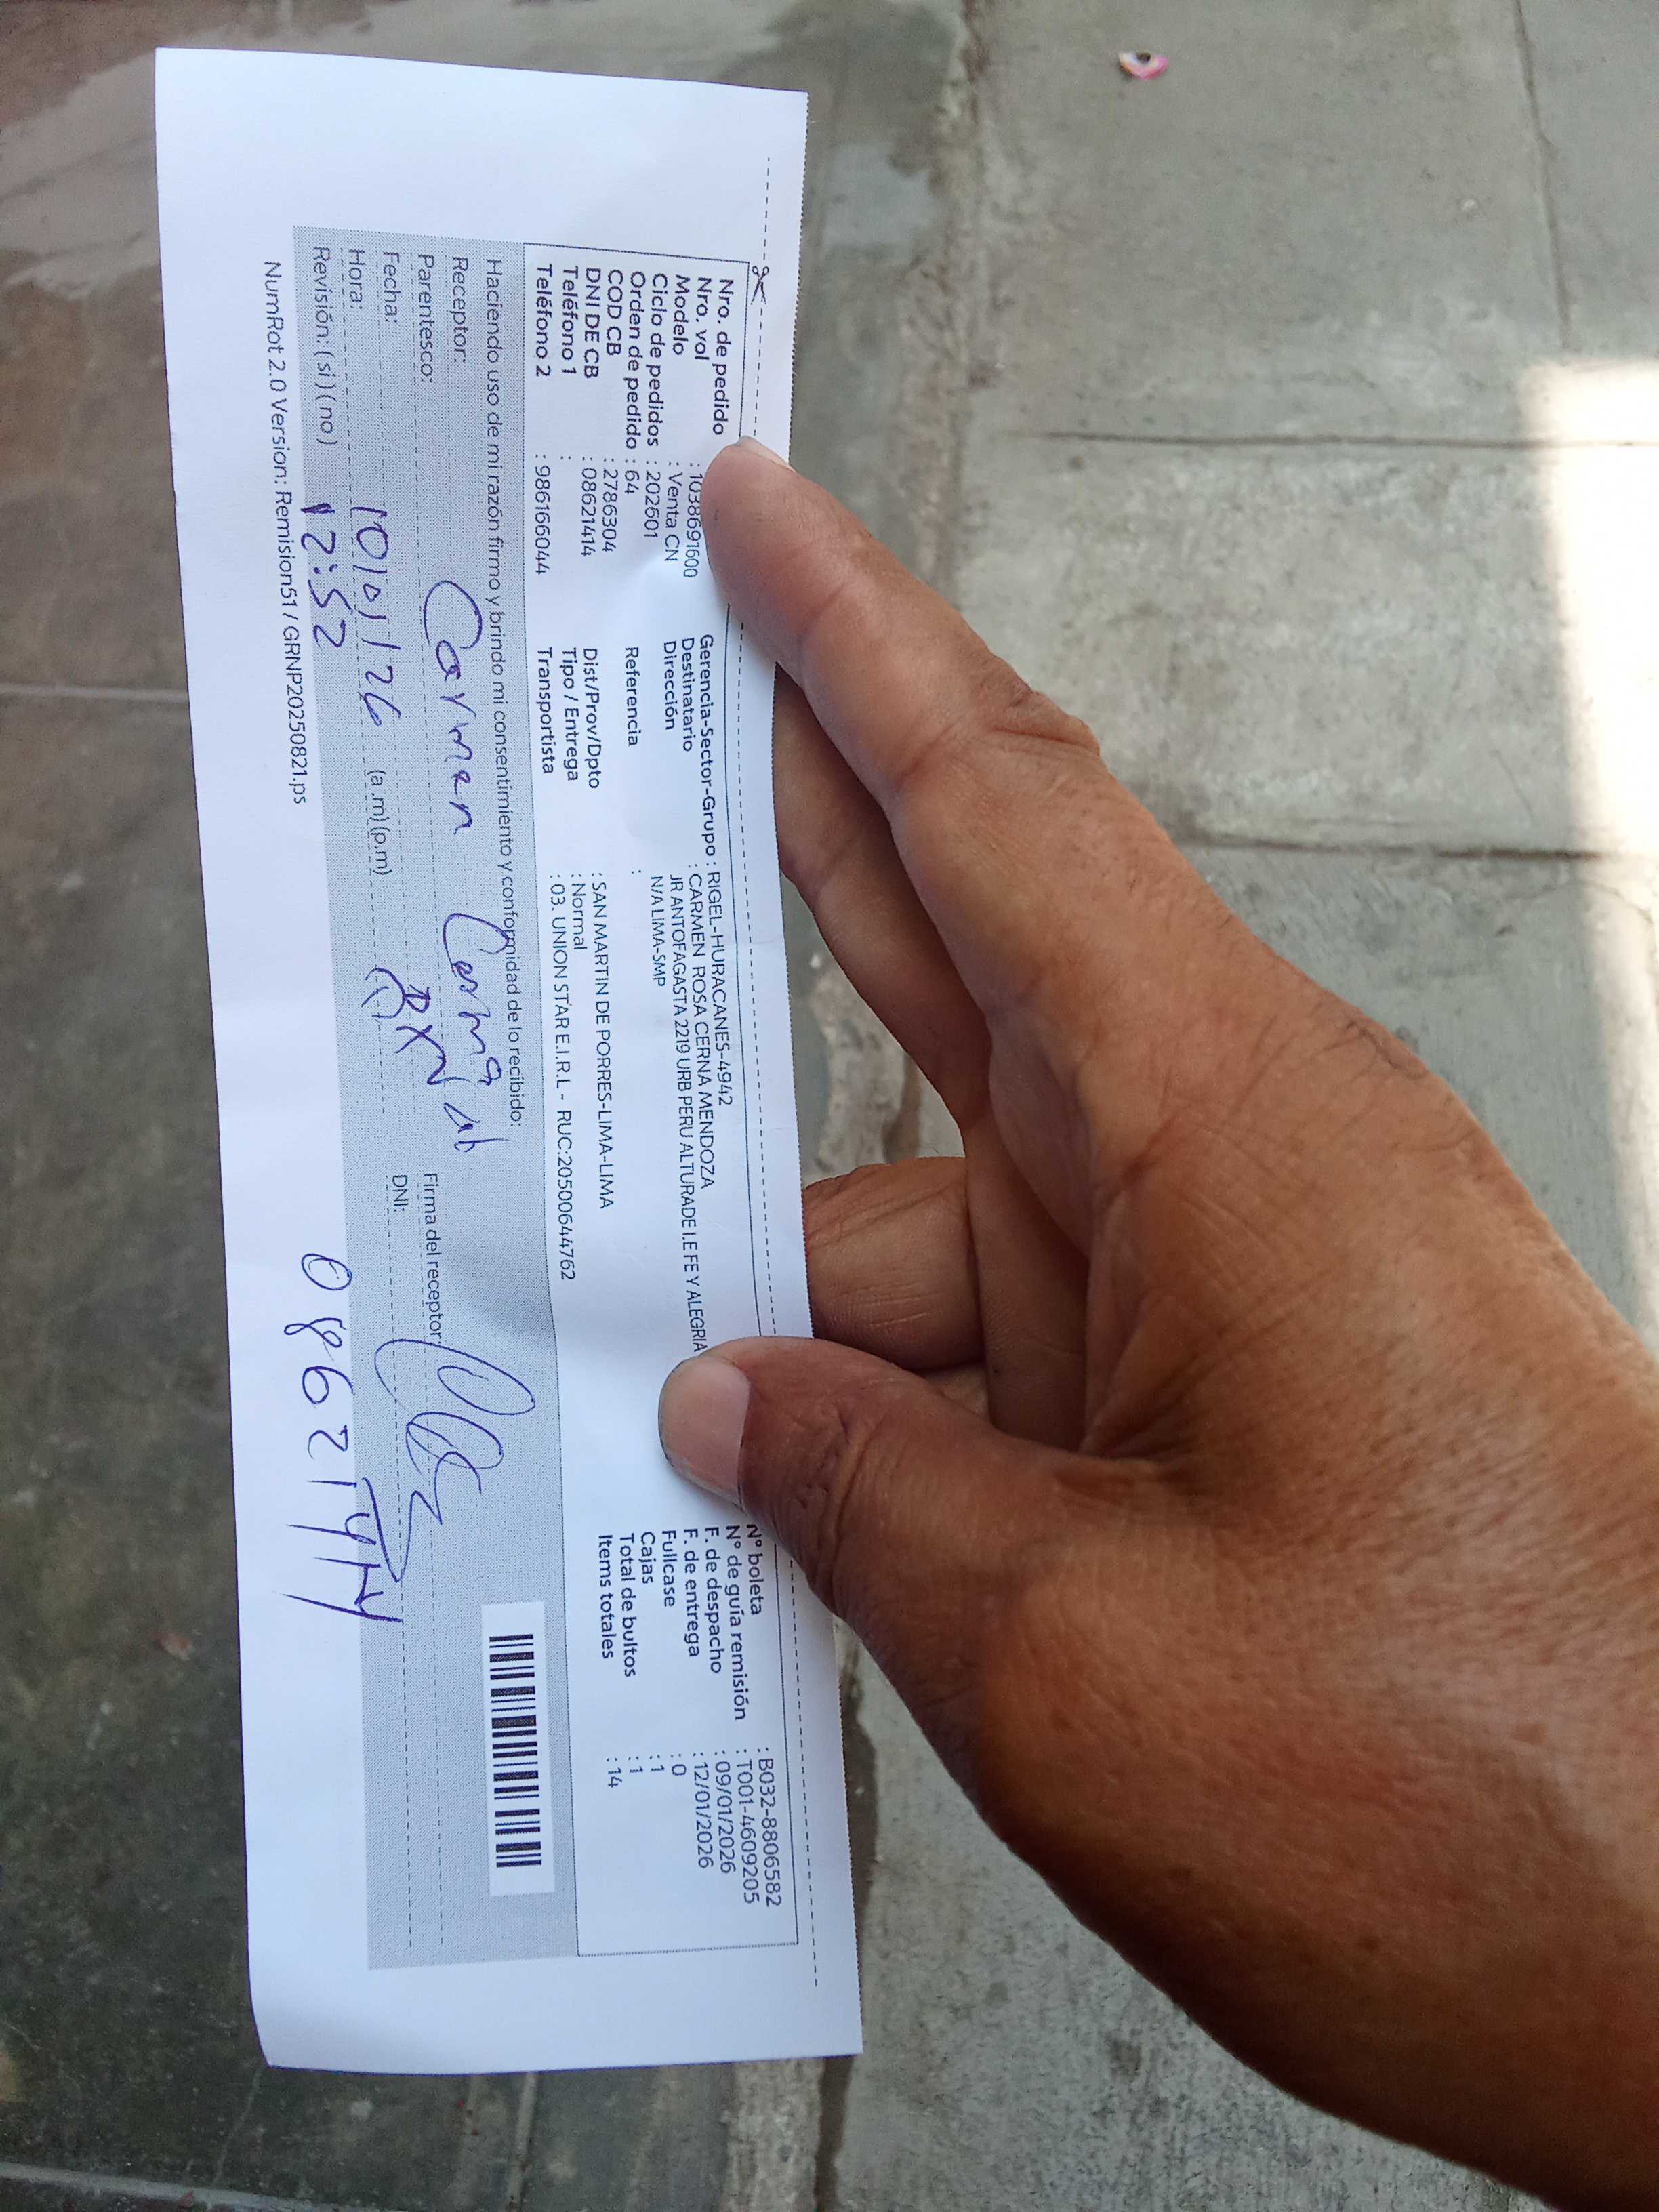 Nro. de pedido : 1038691600
Nro. vol
Modelo : Venta CN
Ciclo de pedidos : 202601
Orden de pedido : 64
COD CB : 2786304
DNI DE CB : 08621414
Teléfono 1 :
Teléfono 2 : 986166044
Gerencia-Sector-Grupo : RIGEL-HURACANES-4942
Destinatario : CARMEN ROSA CERNA MENDOZA
Dirección : JR ANTOFAGASTA 2219 URB PERU ALTURADE I.E FE Y ALEGRIA
N/A LIMA-SMP
Referencia :
Dist/Prov/Dpto : SAN MARTIN DE PORRES-LIMA-LIMA
Tipo / Entrega : Normal
Transportista : 03. UNION STAR E.I.R.L - RUC:20500644762
N° boleta : B032-8806582
N° de guía remisión : T001-4609205
F. de despacho : 09/01/2026
F. de entrega : 12/01/2026
Fullcase : 0
Cajas : 1
Total de bultos : 1
Items totales : 14
Haciendo uso de mi razón firmo y brindo mi consentimiento y conformidad de lo recibido:
Receptor: Carmen
Parentesco:
Firma del receptor:
Fecha: 10/01/26
DNI: 08621414
Hora: 12:52 (a.m) (p.m)
Revisión: (si) (no)
NumRot 2.0 Version: Remision51 / GRNP20250821.ps